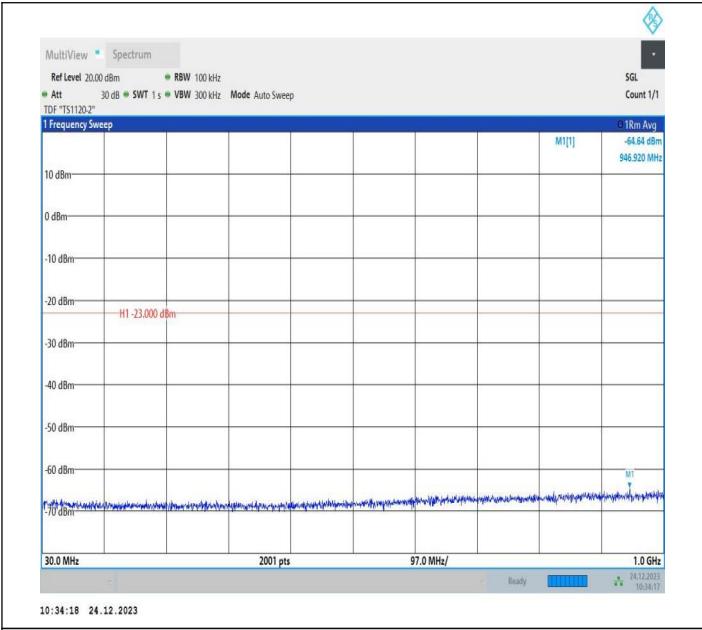 MultiView Spectrum
Ref Level 20.00 dBm RBW 100 kHz SGL
Att 30 dB SWT 1 s VBW 300 kHz Mode Auto Sweep Count 1/1
TDF "TS1120-2"
1 Frequency Sweep 1Rm Avg
M1[1] -64.64 dBm
946.920 MHz
10 dBm
0 dBm
-10 dBm
-20 dBm
H1 -23.000 dBm
-30 dBm
-40 dBm
-50 dBm
-60 dBm
M1
-70 dBm
30.0 MHz 2001 pts 97.0 MHz/ 1.0 GHz
Ready 24.12.2023
10:34:17
10:34:18 24.12.2023